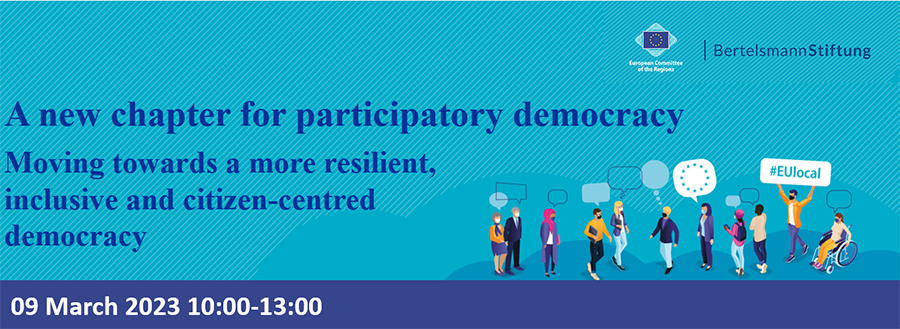 European Committee
of the Regions
BertelsmannStiftung
A new chapter for participatory democracy
Moving towards a more resilient,
inclusive and citizen-centred
democracy
#EUlocal
09 March 2023 10:00-13:00